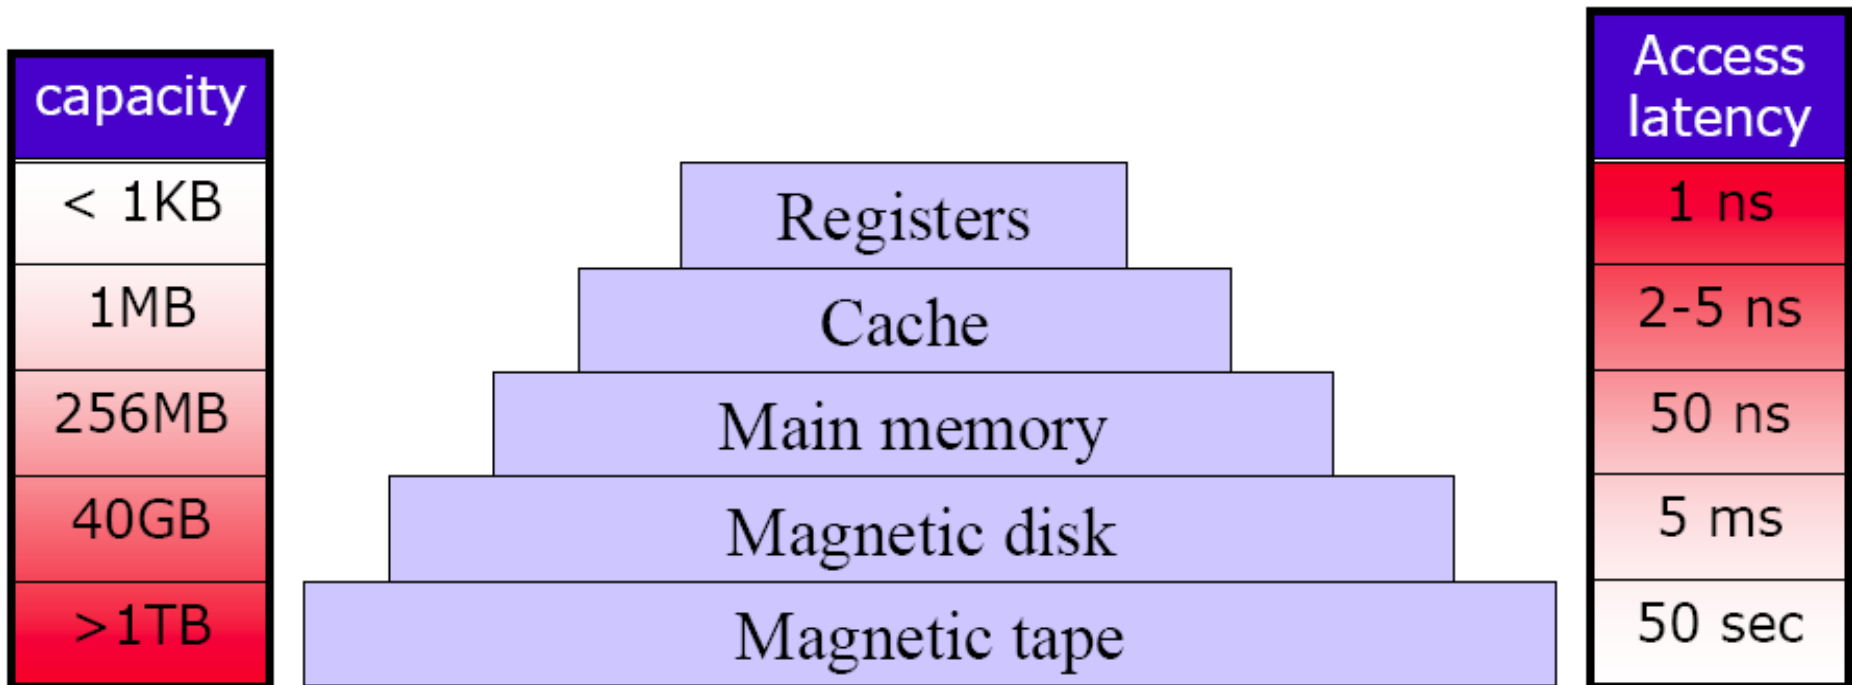 capacity
Access
latency
< 1KB
Registers
1 ns
1MB
Cache
2-5 ns
256MB
Main memory
50 ns
40GB
Magnetic disk
5 ms
>1TB
Magnetic tape
50 sec